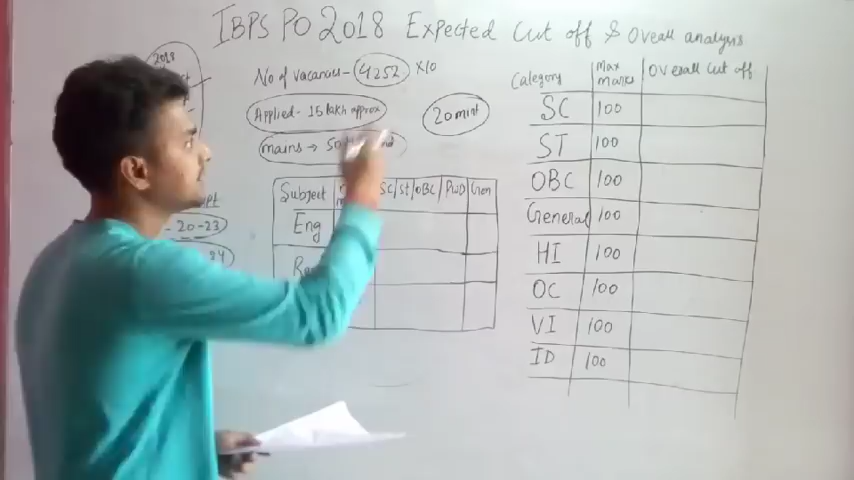 IBPS PO 2018 Expected Cut off & Overall analysis
2018
No of vacancies - 4252 x10
Applied - 15 lakh approx
20 mint
mains →
20-23
Subject SC/ST/OBC/PWD Gen
Eng
Category Max marks Overall cut off
SC 100
ST 100
OBC 100
General 100
HI 100
OC 100
VI 100
ID 100